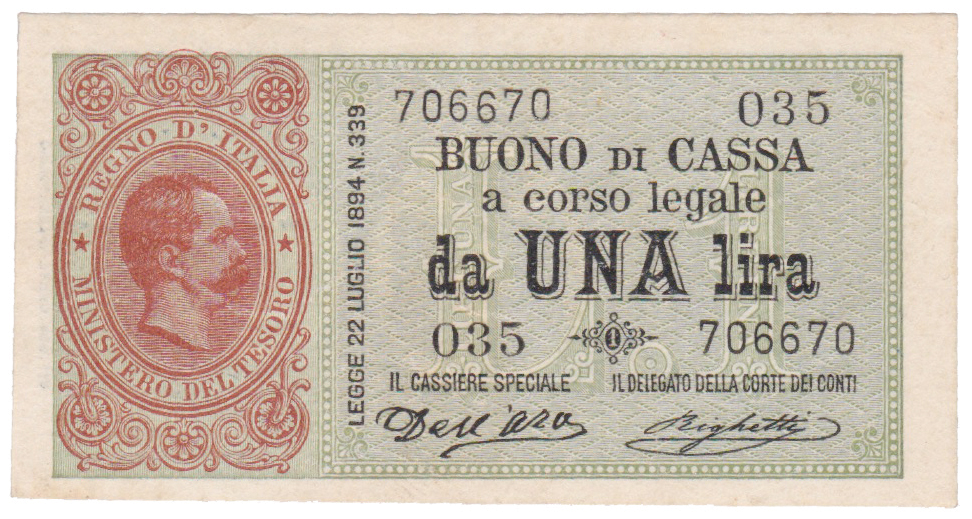 REGNO D' ITALIA
MINISTERO DEL TESORO
LEGGE 22 LUGLIO 1894 N. 339
706670 035
BUONO DI CASSA
a corso legale
da UNA lira
035 706670
IL CASSIERE SPECIALE IL DELEGATO DELLA CORTE DEI CONTI
Dell'Ara Righetti